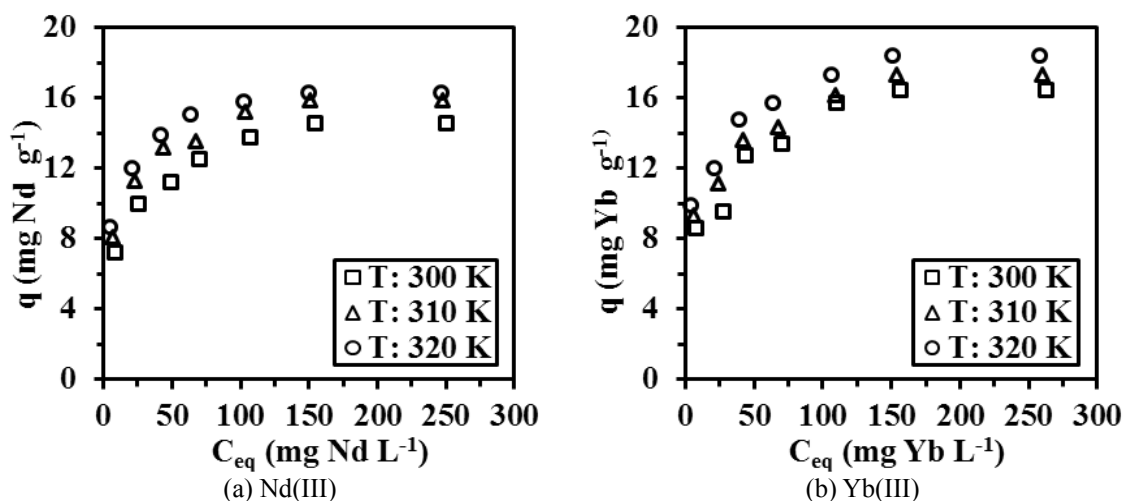 20
16
12
8
4
0
q (mg Nd g⁻¹)
0 50 100 150 200 250 300
C_eq (mg Nd L⁻¹)
T: 300 K
T: 310 K
T: 320 K
(a) Nd(III)
20
16
12
8
4
0
q (mg Yb g⁻¹)
0 50 100 150 200 250 300
C_eq (mg Yb L⁻¹)
T: 300 K
T: 310 K
T: 320 K
(b) Yb(III)